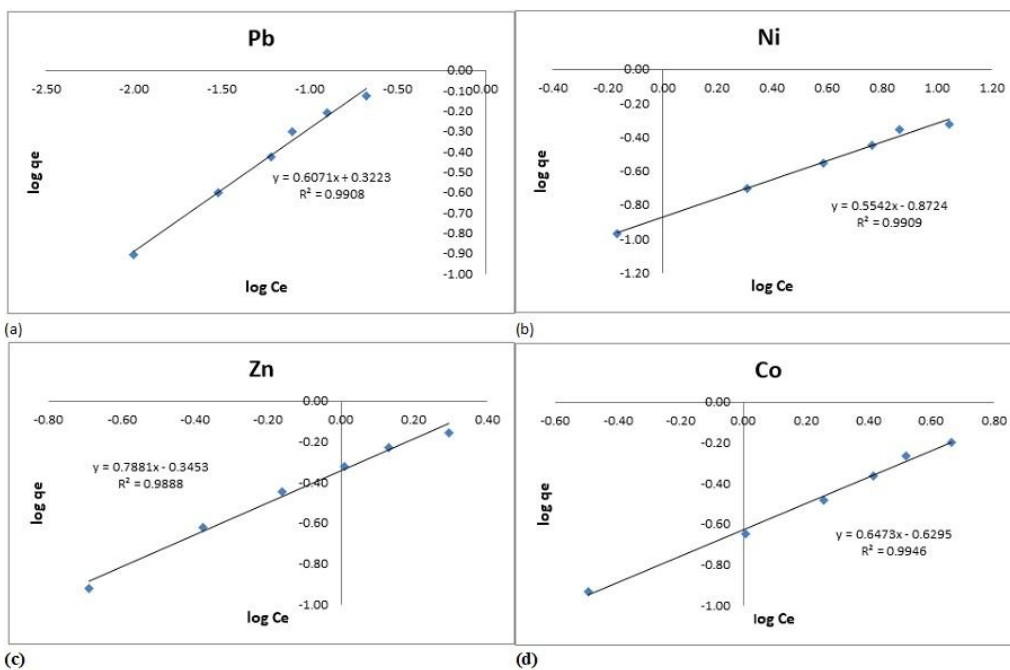 Pb
0.00
-2.50 -2.00 -1.50 -1.00 -0.50 0.00
-0.10
-0.20
-0.30
-0.40
-0.50
-0.60
-0.70
-0.80
-0.90
-1.00
log qe
y = 0.6071x + 0.3223
R² = 0.9908
log Ce
(a)
Ni
0.00
-0.40 -0.20 0.00 0.20 0.40 0.60 0.80 1.00 1.20
-0.20
-0.40
-0.60
-0.80
-1.00
-1.20
log qe
y = 0.5542x - 0.8724
R² = 0.9909
log Ce
(b)
Zn
0.00
-0.80 -0.60 -0.40 -0.20 0.00 0.20 0.40
-0.20
-0.40
-0.60
-0.80
-1.00
log qe
y = 0.7881x - 0.3453
R² = 0.9888
log Ce
(c)
Co
0.00
-0.60 -0.40 -0.20 0.00 0.20 0.40 0.60 0.80
-0.20
-0.40
-0.60
-0.80
-1.00
log qe
y = 0.6473x - 0.6295
R² = 0.9946
log Ce
(d)